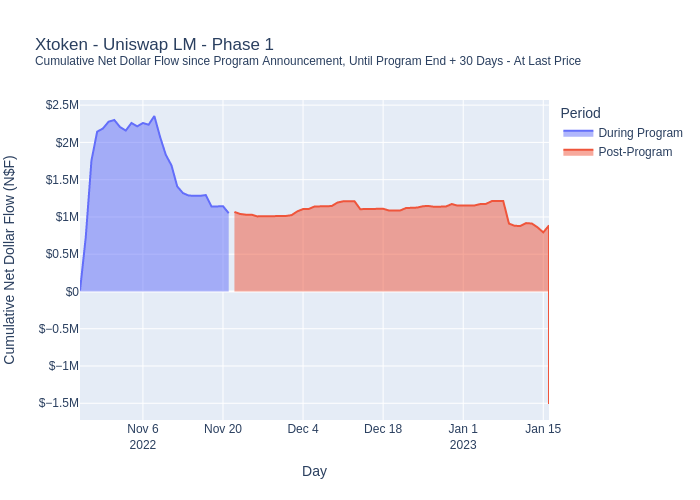 Xtoken - Uniswap LM - Phase 1
Cumulative Net Dollar Flow since Program Announcement, Until Program End + 30 Days - At Last Price
Cumulative Net Dollar Flow (N$F)
$2.5M
$2M
$1.5M
$1M
$0.5M
$0
$−0.5M
$−1M
$−1.5M
Nov 6
2022
Nov 20
Dec 4
Dec 18
Jan 1
2023
Jan 15
Day
Period
During Program
Post-Program